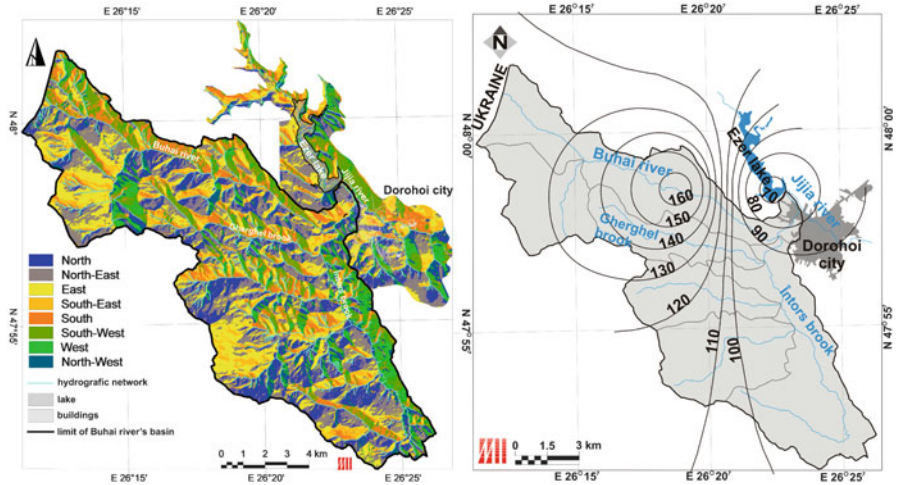 E 26°15′
E 26°20′
E 26°25′
N 48°
Buhai river
Jijia river
Dorohoi city
Gherghel brook
North
North-East
East
South-East
South
South-West
West
North-West
hydrografic network
lake
buildings
limit of Buhai river's basin
N 47°55′
0 1 2 3 4 km
E 26°15′
E 26°20′
E 26°25′
E 26°15′
E 26°20′
E 26°25′
N
UKRAINE
N 48°00′
N 48°00′
Buhai river
Ezer lake
Jijia river
160
150
140
130
120
110
100
90
80
10
Gherghel
brook
Dorohoi
city
Intors brook
N 47°55′
N 47°55′
0 1.5 3 km
E 26°15′
E 26°20′
E 26°25′